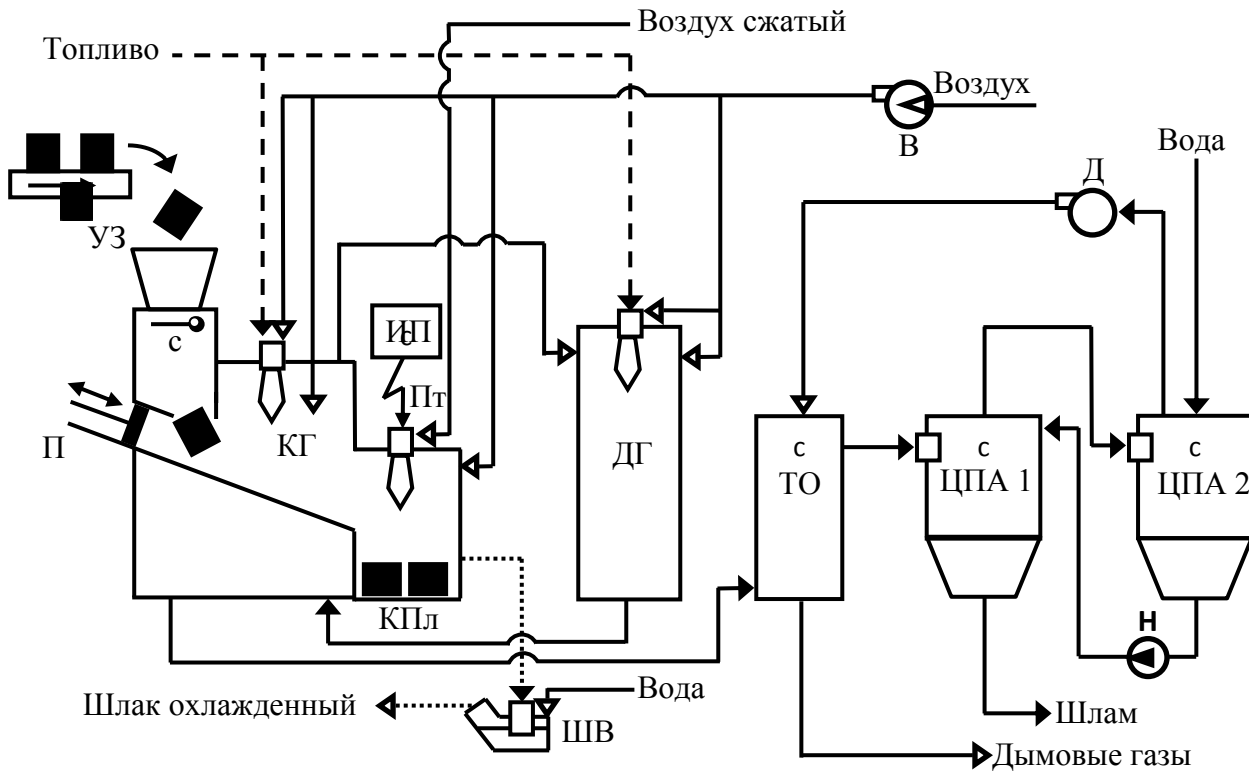 Воздух сжатый
Топливо
Воздух
В
Вода
Д
УЗ
с
ИП
с
Пт
П
КГ
ДГ
с
ТО
с
ЦПА 1
с
ЦПА 2
КПл
Н
Шлак охлажденный
Вода
ШВ
Шлам
Дымовые газы